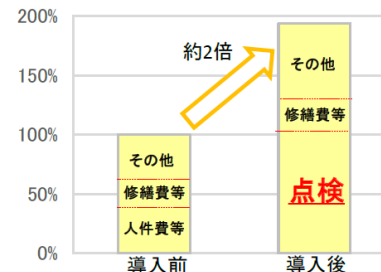 200%
約2倍
その他
150%
修繕費等
100%
その他
点検
50%
修繕費等
人件費等
0%
導入前
導入後